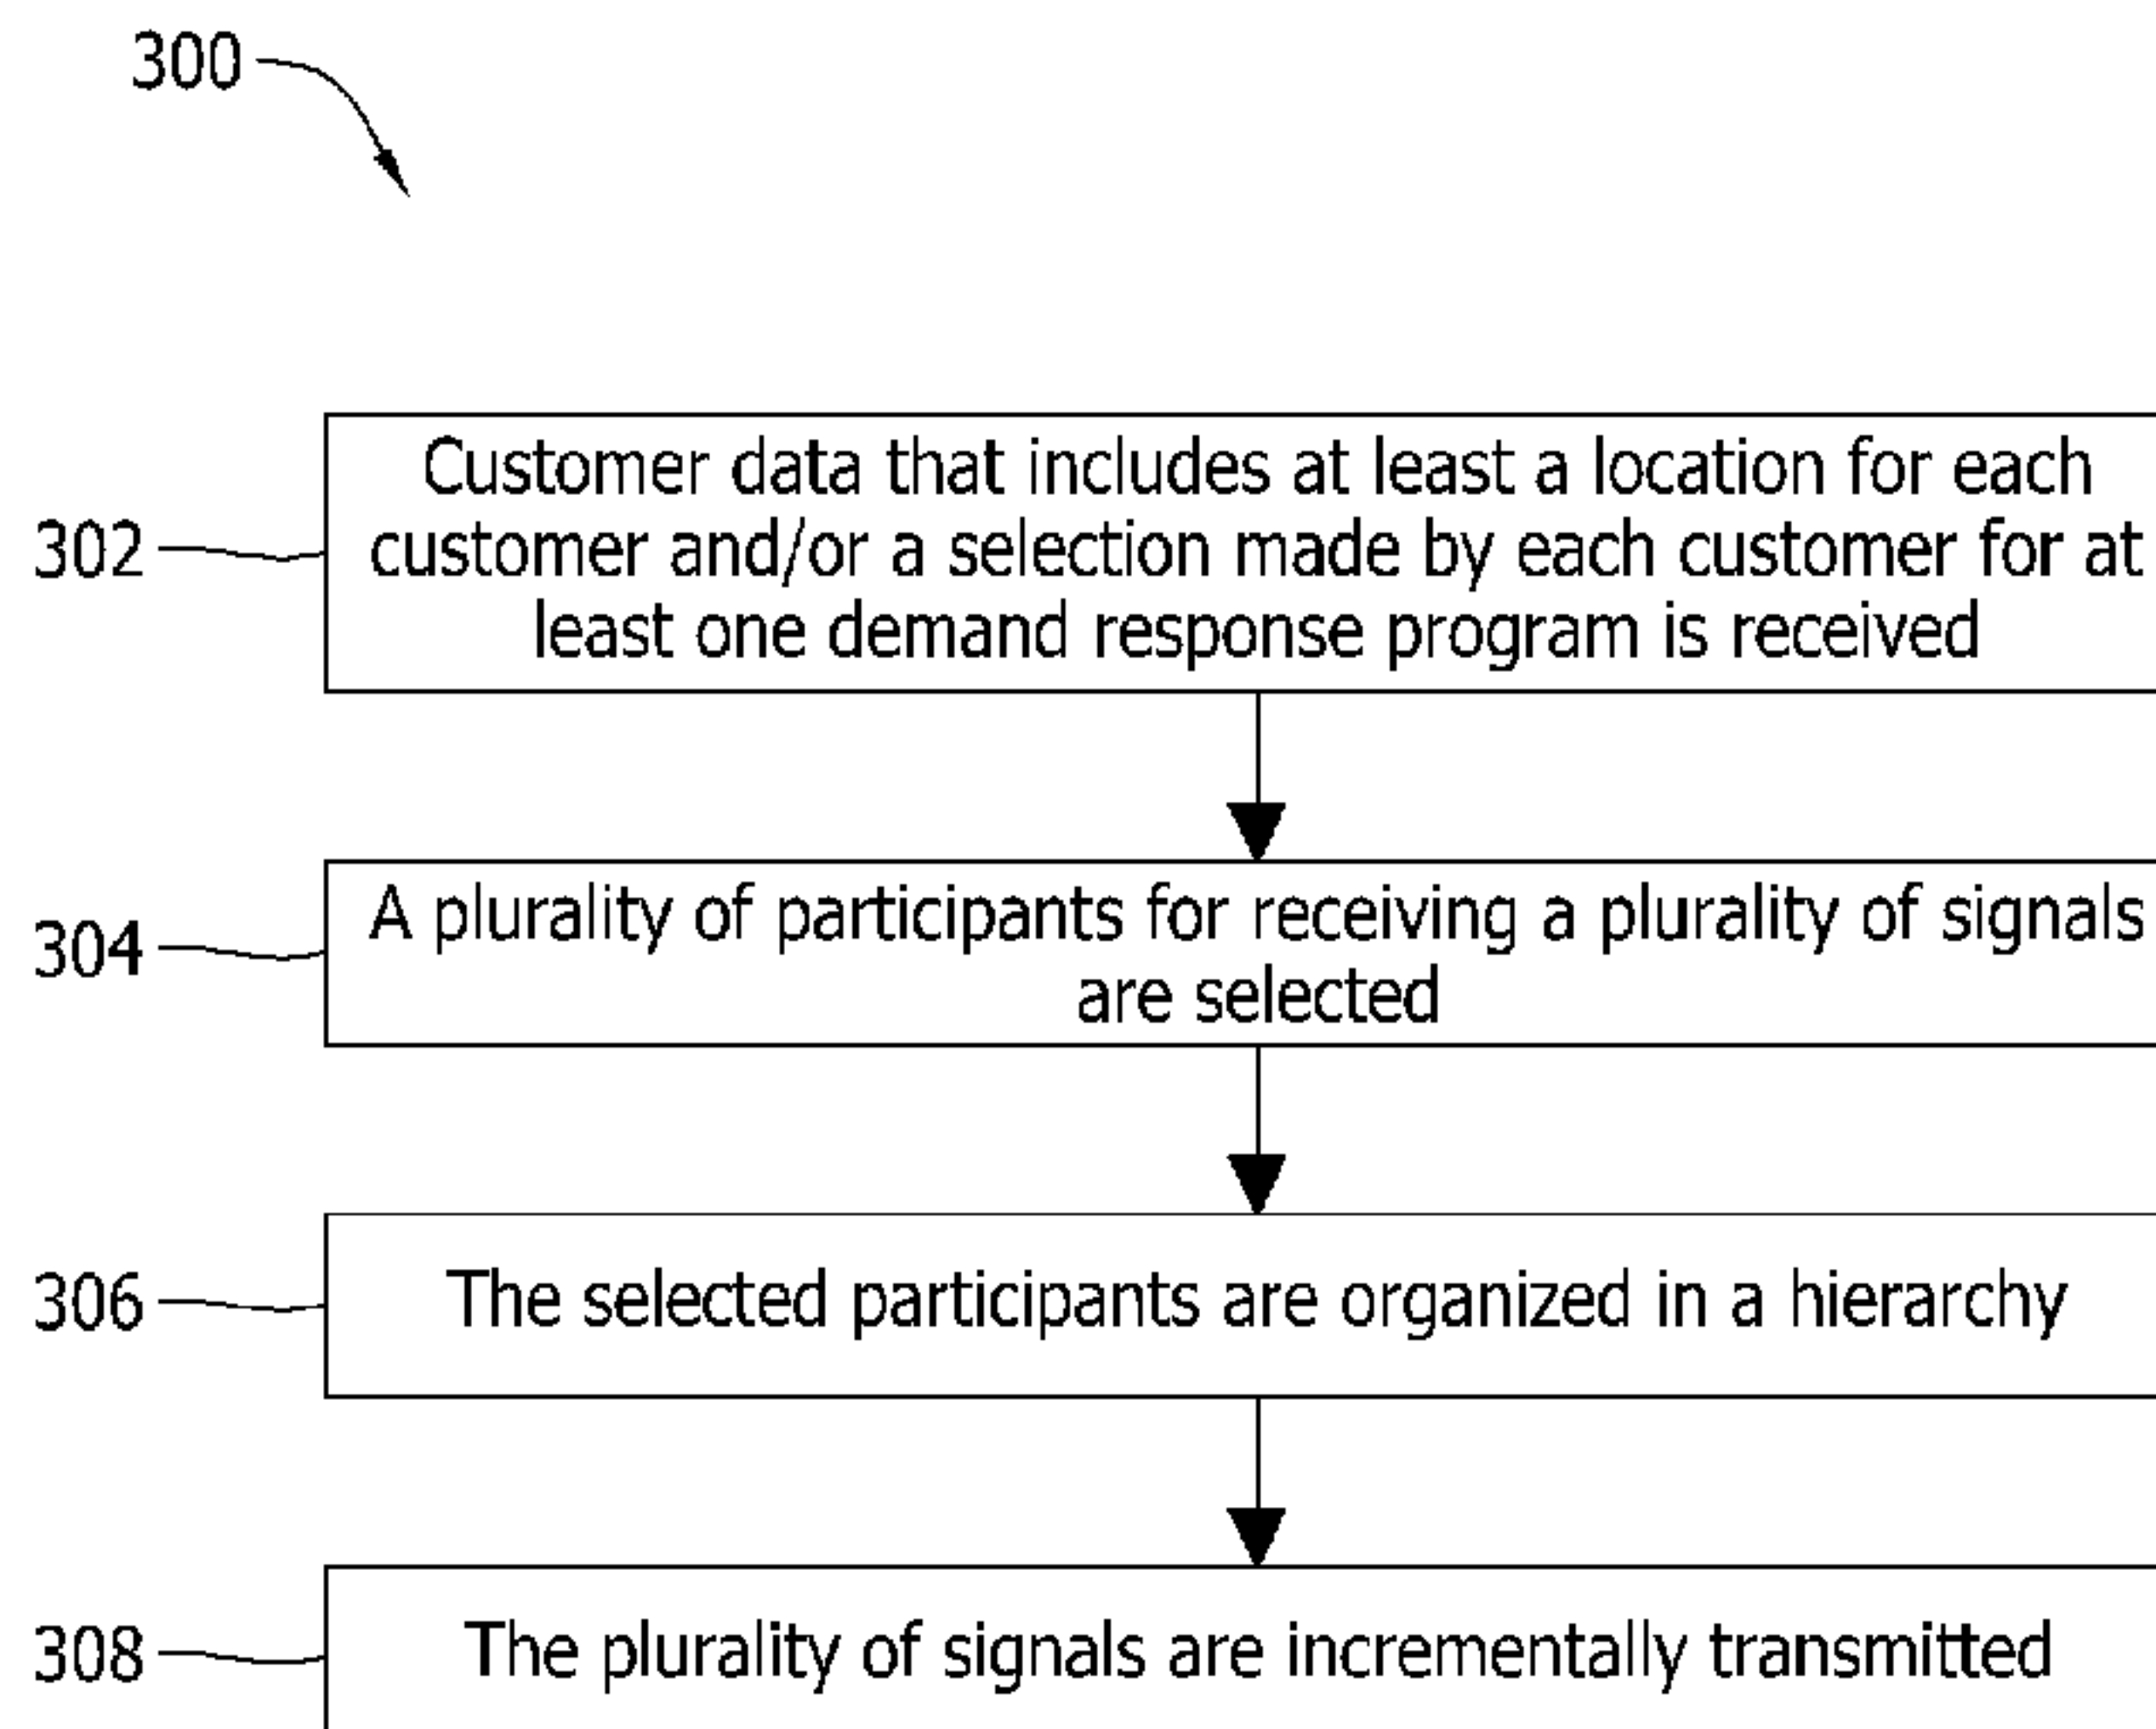 300
Customer data that includes at least a location for each
302
customer and/or a selection made by each customer for at
least one demand response program is received
304
A plurality of participants for receiving a plurality of signals
are selected
306
The selected participants are organized in a hierarchy
308
The plurality of signals are incrementally transmitted